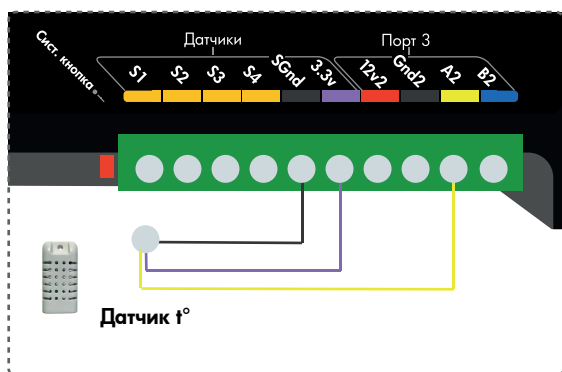 Датчики
Порт 3
Сист. кнопка
S1 S2 S3 S4 SGnd 3.3v 12v2 Gnd2 A2 B2
Датчик t°